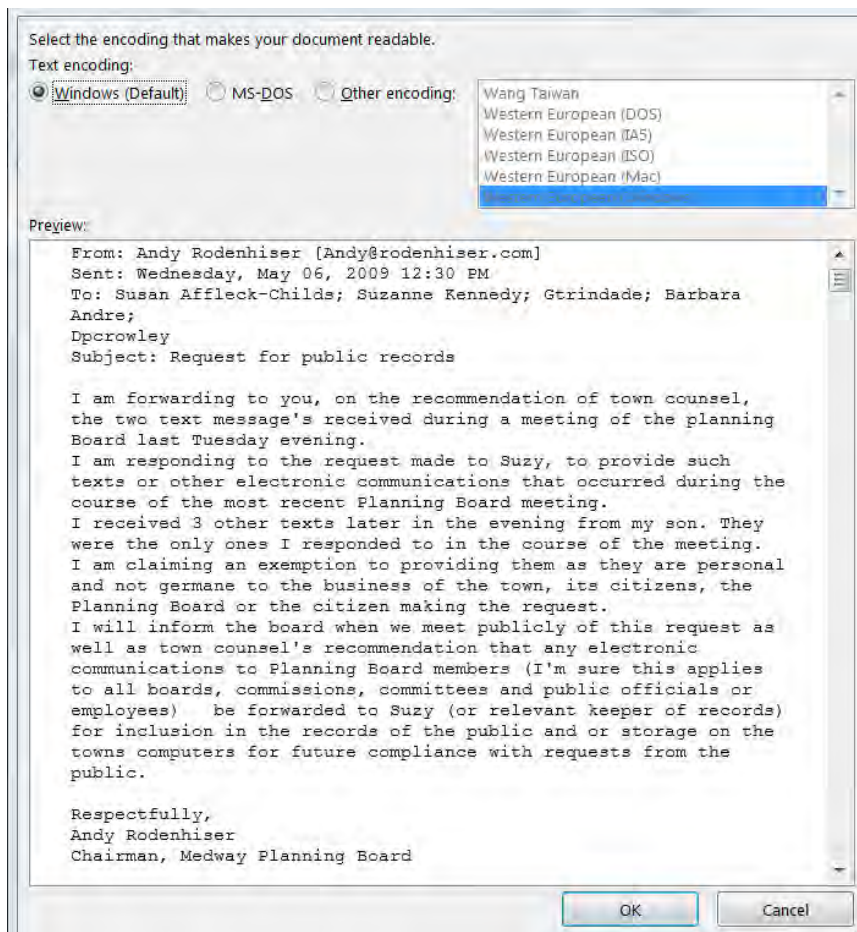 Select the encoding that makes your document readable.
Text encoding:
Windows (Default) MS-DOS Other encoding:
Wang Taiwan
Western European (DOS)
Western European (IA5)
Western European (ISO)
Western European (Mac)
Preview:
From: Andy Rodenhiser [Andy@rodenhiser.com]
Sent: Wednesday, May 06, 2009 12:30 PM
To: Susan Affleck-Childs; Suzanne Kennedy; Gtrindade; Barbara
Andre;
Dpcrowley
Subject: Request for public records
I am forwarding to you, on the recommendation of town counsel,
the two text message's received during a meeting of the planning
Board last Tuesday evening.
I am responding to the request made to Suzy, to provide such
texts or other electronic communications that occurred during the
course of the most recent Planning Board meeting.
I received 3 other texts later in the evening from my son. They
were the only ones I responded to in the course of the meeting.
I am claiming an exemption to providing them as they are personal
and not germane to the business of the town, its citizens, the
Planning Board or the citizen making the request.
I will inform the board when we meet publicly of this request as
well as town counsel's recommendation that any electronic
communications to Planning Board members (I'm sure this applies
to all boards, commissions, committees and public officials or
employees)   be forwarded to Suzy (or relevant keeper of records)
for inclusion in the records of the public and or storage on the
towns computers for future compliance with requests from the
public.
Respectfully,
Andy Rodenhiser
Chairman, Medway Planning Board
OK Cancel